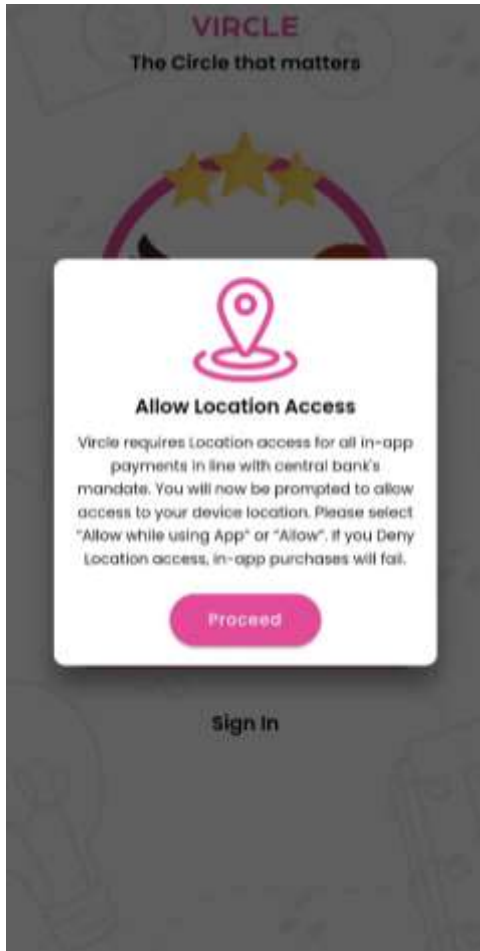 VIRCLE
The Circle that matters
Allow Location Access
Vircle requires Location access for all in-app
payments in line with central bank's
mandate. You will now be prompted to allow
access to your device location. Please select
"Allow while using App" or "Allow". If you Deny
Location access, in-app purchases will fail.
Proceed
Sign In